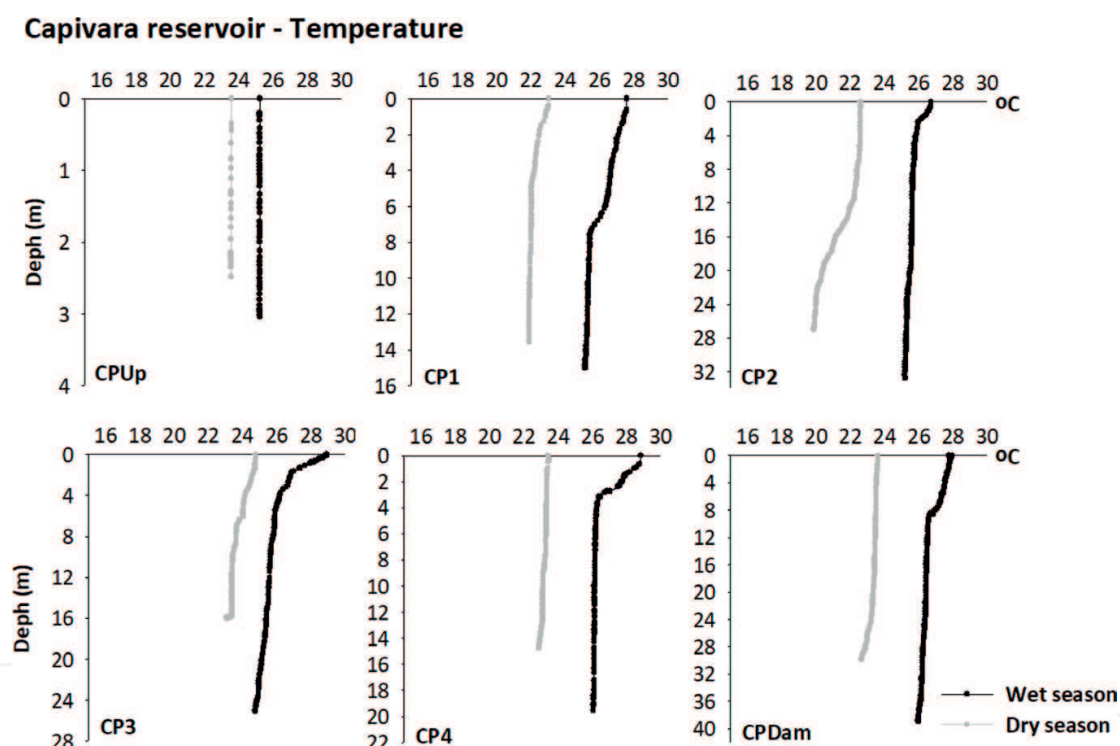 Capivara reservoir - Temperature
16 18 20 22 24 26 28 30
0
1
2
3
4
Deph (m)
CPUp
16 18 20 22 24 26 28 30
0
2
4
6
8
10
12
14
16
CP1
16 18 20 22 24 26 28 30
oC
0
4
8
12
16
20
24
28
32
CP2
16 18 20 22 24 26 28 30
0
4
8
12
16
20
24
28
Deph (m)
CP3
16 18 20 22 24 26 28 30
0
2
4
6
8
10
12
14
16
18
20
22
CP4
16 18 20 22 24 26 28 30
oC
0
4
8
12
16
20
24
28
32
36
40
CPDam
Wet season
Dry season